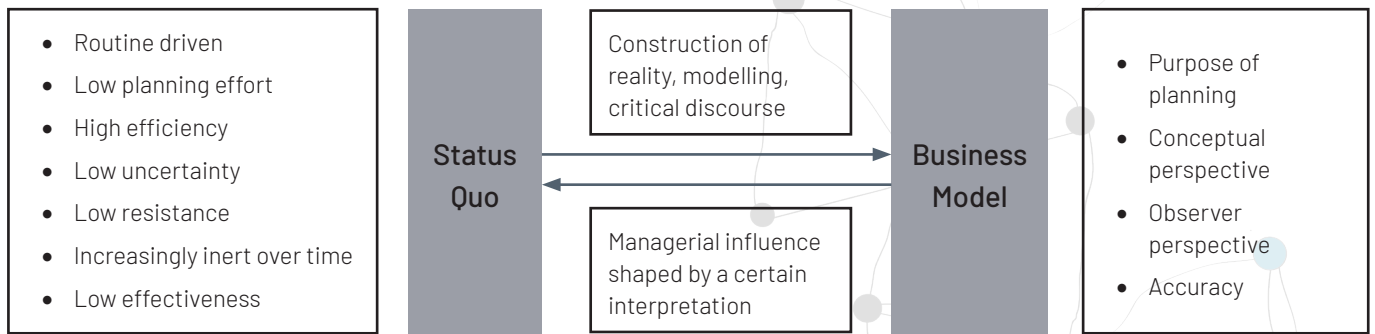 • Routine driven
• Low planning effort
• High efficiency
• Low uncertainty
• Low resistance
• Increasingly inert over time
• Low effectiveness
Status
Quo
Construction of
reality, modelling,
critical discourse
Managerial influence
shaped by a certain
interpretation
Business
Model
• Purpose of
planning
• Conceptual
perspective
• Observer
perspective
• Accuracy